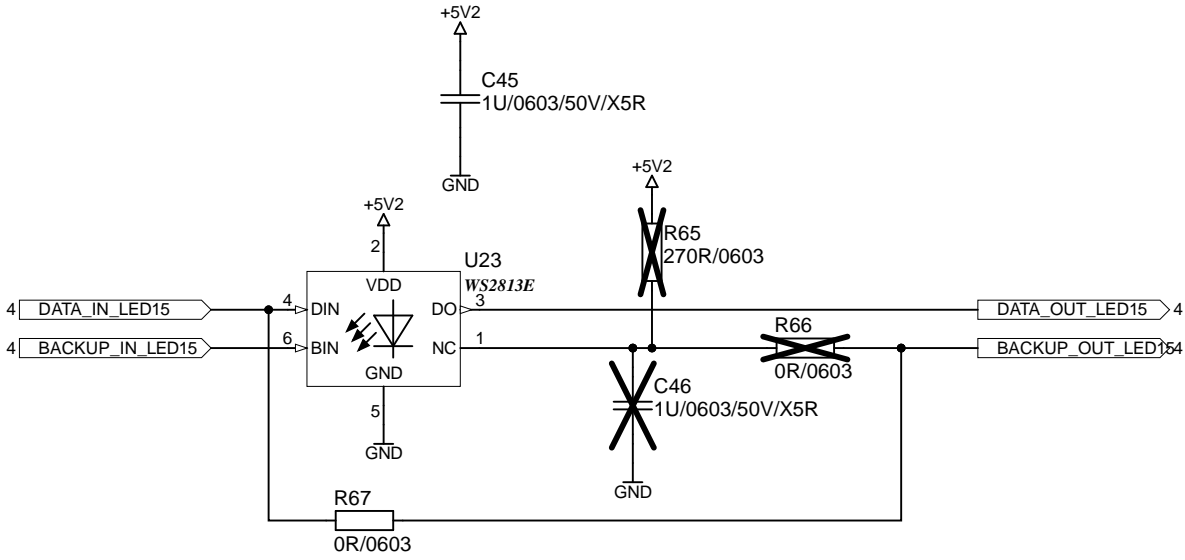 +5V2
C45
1U/0603/50V/X5R
GND
+5V2
+5V2
R65
270R/0603
2
U23
WS2813E
VDD
4 DATA_IN_LED15 4 DIN DO 3 DATA_OUT_LED15 4
R66
4 BACKUP_IN_LED15 6 BIN NC 1 BACKUP_OUT_LED15 4
0R/0603
GND
C46
1U/0603/50V/X5R
5
GND
GND
R67
0R/0603